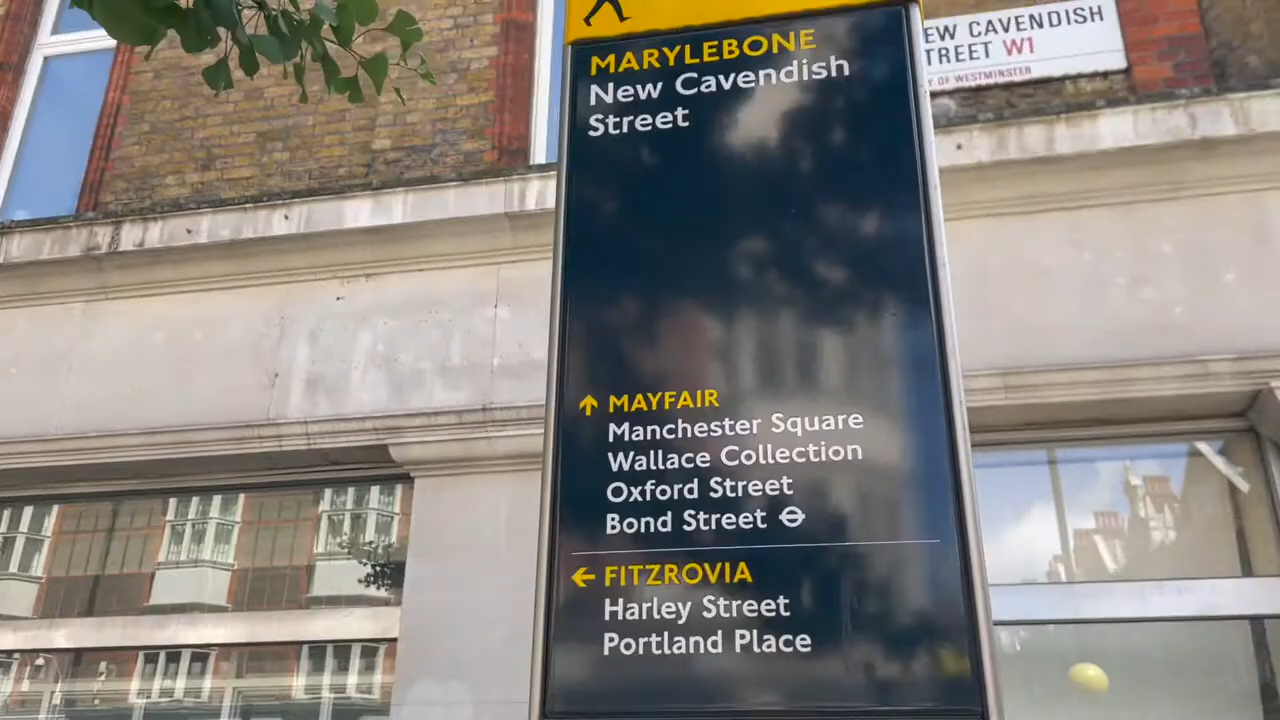 MARYLEBONE
New Cavendish
Street
EW CAVENDISH
TREET W1
Y OF WESTMINSTER
MAYFAIR
Manchester Square
Wallace Collection
Oxford Street
Bond Street
FITZROVIA
Harley Street
Portland Place